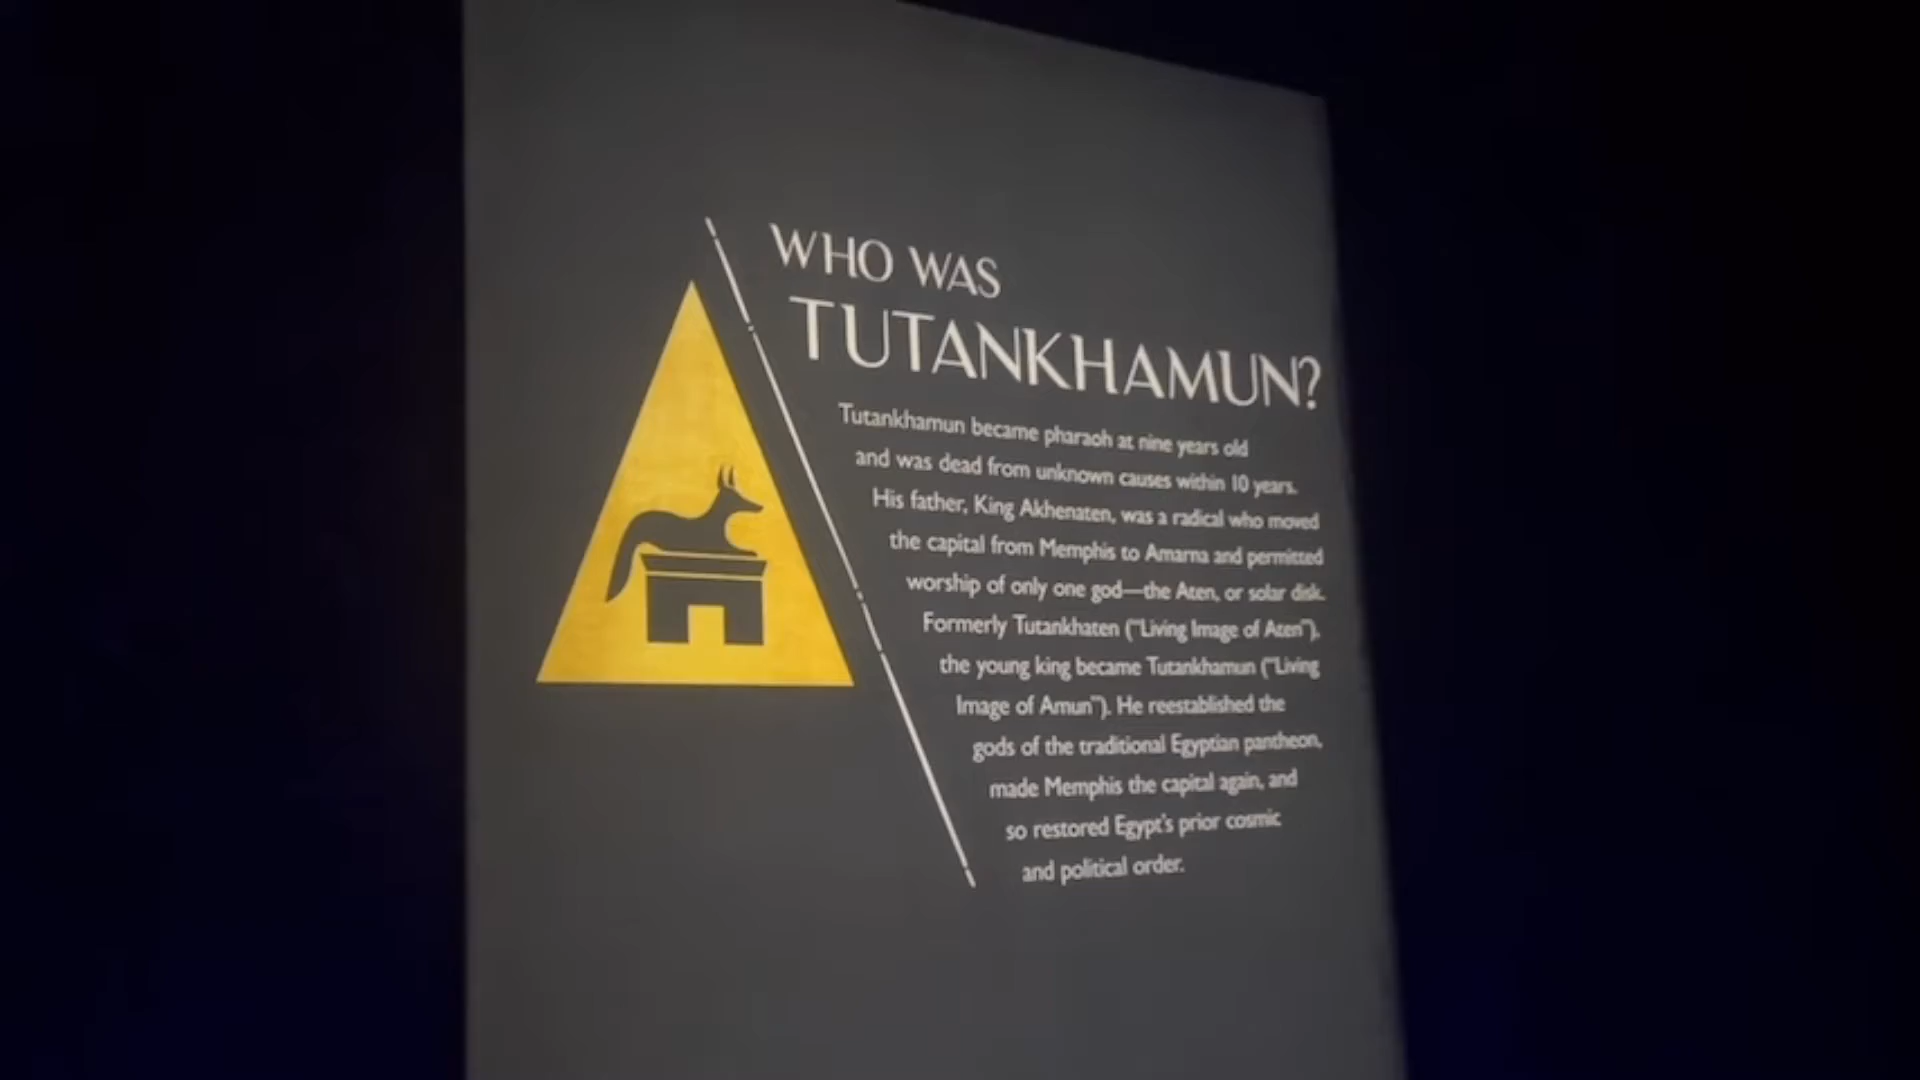 WHO WAS
TUTANKHAMUN?
Tutankhamun became pharaoh at nine years old
and was dead from unknown causes within 10 years.
His father, King Akhenaten, was a radical who moved
the capital from Memphis to Amarna and permitted
worship of only one god—the Aten, or solar disk.
Formerly Tutankhaten ("Living Image of Aten"),
the young king became Tutankhamun ("Living
Image of Amun"). He reestablished the
gods of the traditional Egyptian pantheon,
made Memphis the capital again, and
so restored Egypt's prior cosmic
and political order.